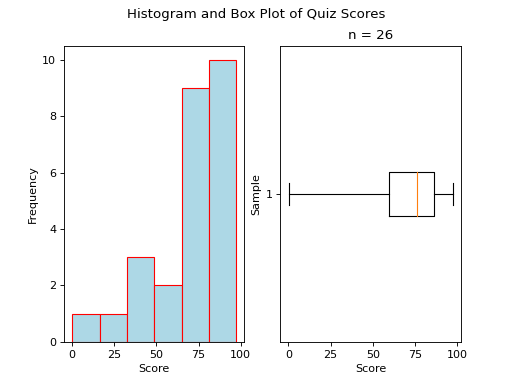 Histogram and Box Plot of Quiz Scores
n = 26
Frequency
10
8
6
4
2
0
0 25 50 75 100
Score
Sample
1
0 25 50 75 100
Score